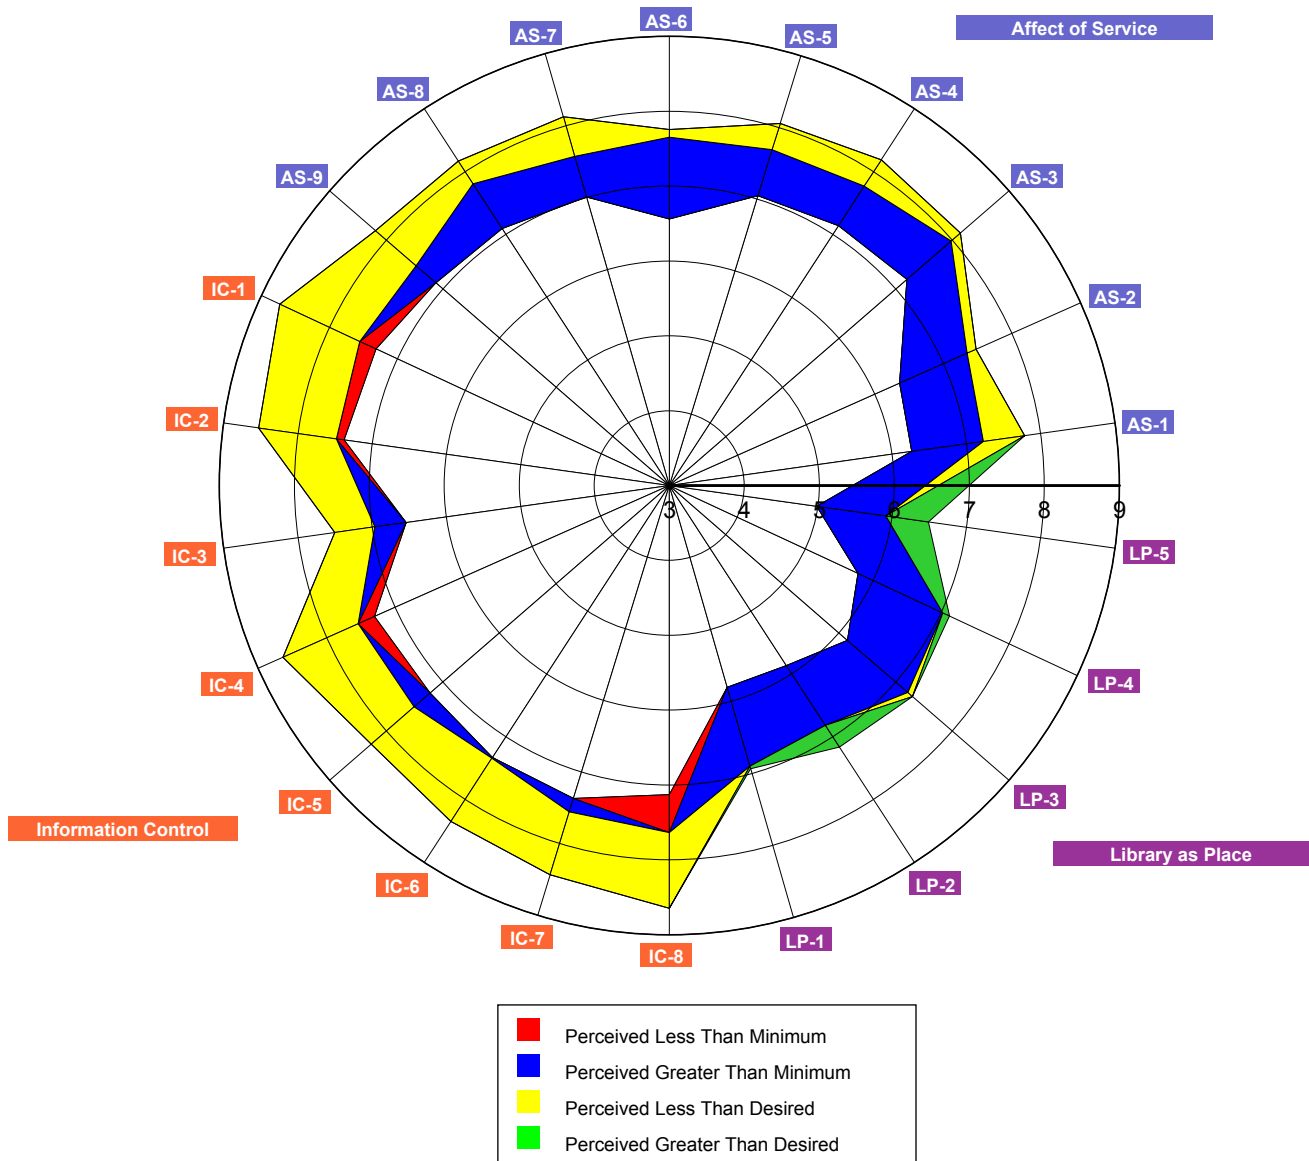 AS-6
Affect of Service
AS-7
AS-5
AS-8
AS-4
AS-9
AS-3
IC-1
AS-2
IC-2
AS-1
3 4 5 6 7 8 9
IC-3
LP-5
IC-4
LP-4
IC-5
LP-3
Information Control
Library as Place
IC-6
LP-2
IC-7
LP-1
IC-8
Perceived Less Than Minimum
Perceived Greater Than Minimum
Perceived Less Than Desired
Perceived Greater Than Desired